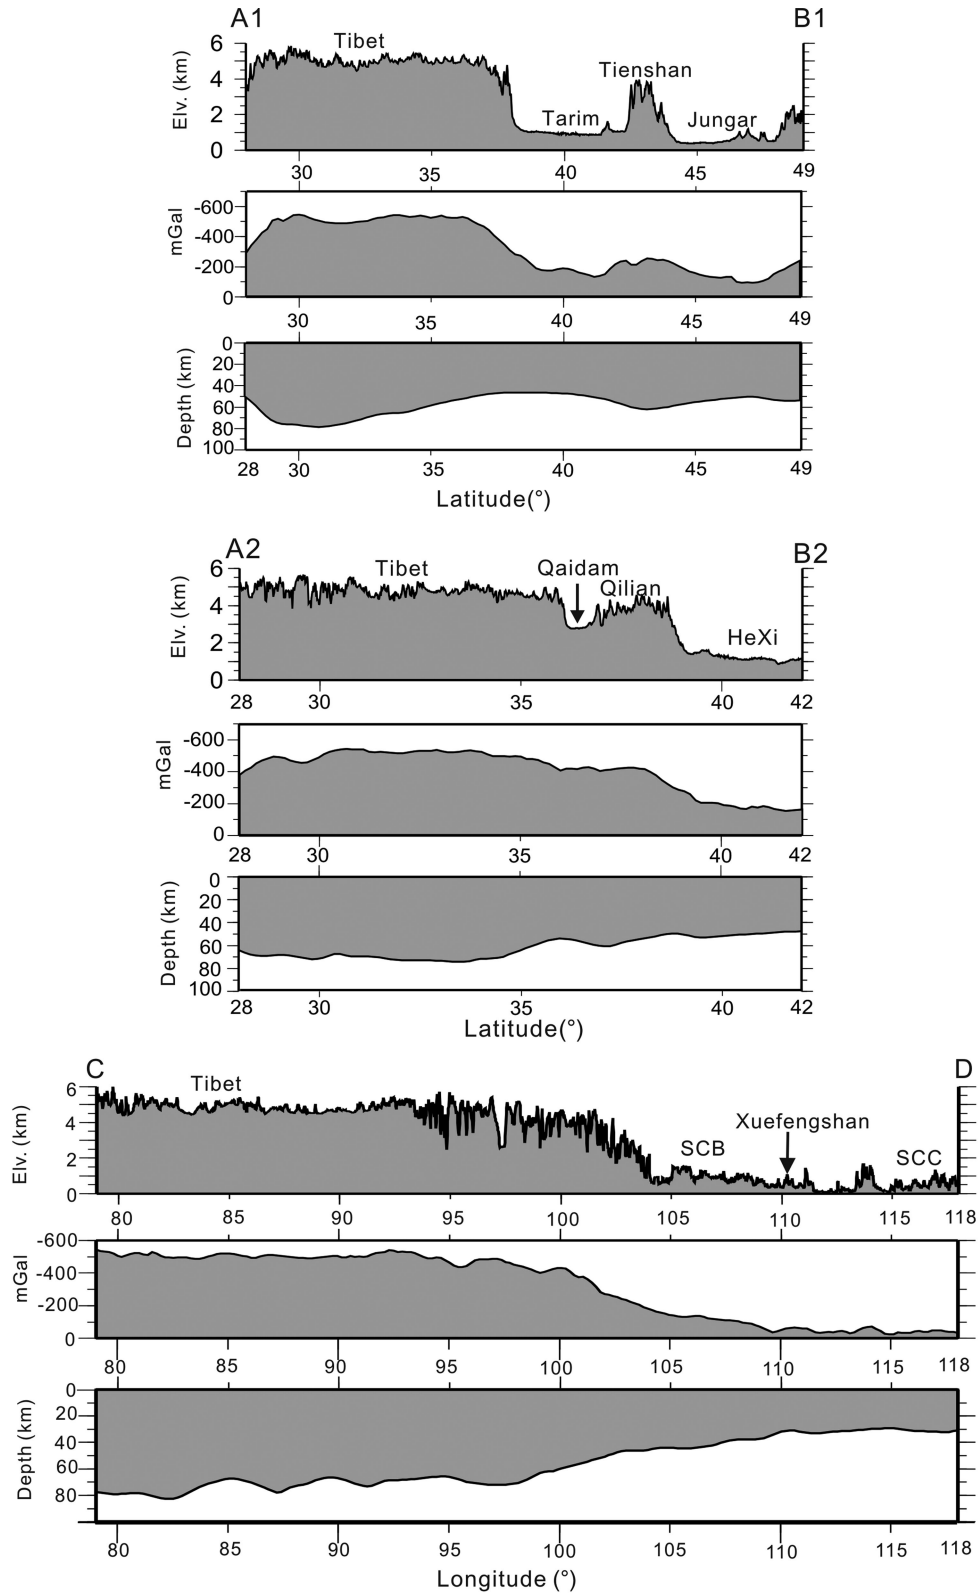 A1 B1
Tibet
Tienshan
Tarim
Jungar
Elv. (km)
6
4
2
0
30 35 40 45 49
mGal
-600
-400
-200
0
30 35 40 45 49
Depth (km)
0
20
40
60
80
100
28 30 35 40 45 49
Latitude(°)
A2 B2
Tibet
Qaidam
Qilian
HeXi
Elv. (km)
6
4
2
0
28 30 35 40 42
mGal
-600
-400
-200
0
28 30 35 40 42
Depth (km)
0
20
40
60
80
100
28 30 35 40 42
Latitude(°)
C D
Tibet
Xuefengshan
SCB
SCC
Elv. (km)
6
4
2
0
80 85 90 95 100 105 110 115 118
mGal
-600
-400
-200
0
80 85 90 95 100 105 110 115 118
Depth (km)
0
20
40
60
80
80 85 90 95 100 105 110 115 118
Longitude (°)